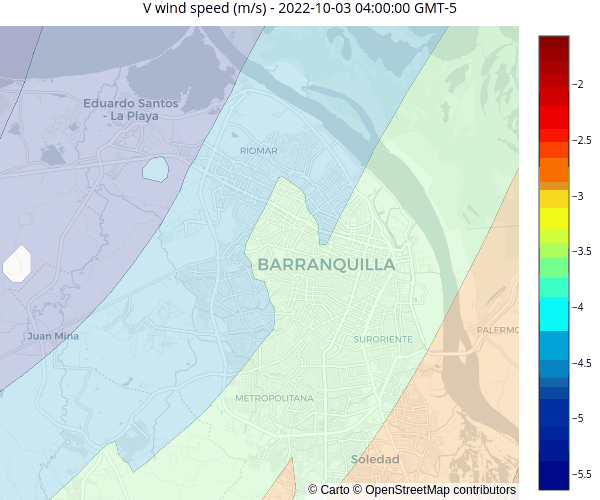 V wind speed (m/s) - 2022-10-03 04:00:00 GMT-5
−2
−2.5
−3
−3.5
−4
−4.5
−5
−5.5
Eduardo Santos
- La Playa
RIOMAR
BARRANQUILLA
Juan Mina
SURORIENTE
PALERMO
METROPOLITANA
Soledad
© Carto © OpenStreetMap contributors